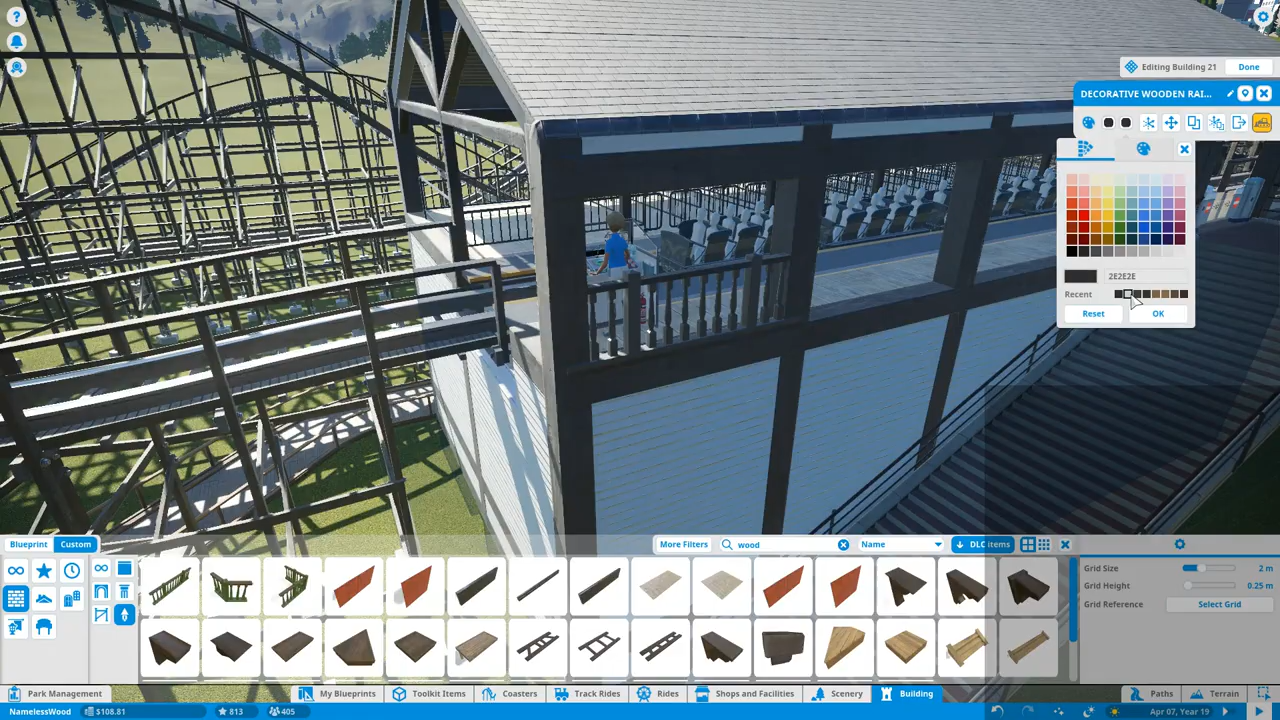 Editing Building 21 Done
DECORATIVE WOODEN RAI...
2E2E2E
Recent
Reset OK
Blueprint Custom More Filters wood Name DLC Items
Grid Size 2 m
Grid Height 0.25 m
Grid Reference Select Grid
Park Management My Blueprints Toolkit Items Coasters Track Rides Rides Shops and Facilities Scenery Building Paths Terrain
NamelessWood $108.81 813 405 Apr 07, Year 19